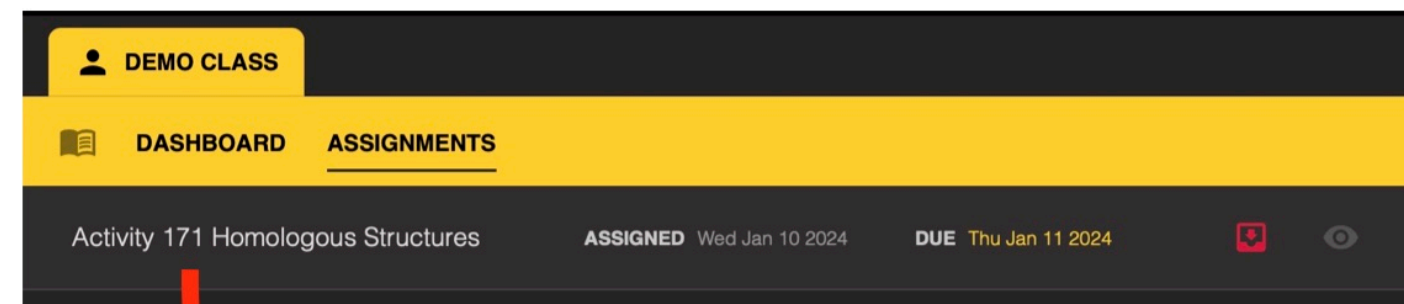 DEMO CLASS
DASHBOARD ASSIGNMENTS
Activity 171 Homologous Structures ASSIGNED Wed Jan 10 2024 DUE Thu Jan 11 2024